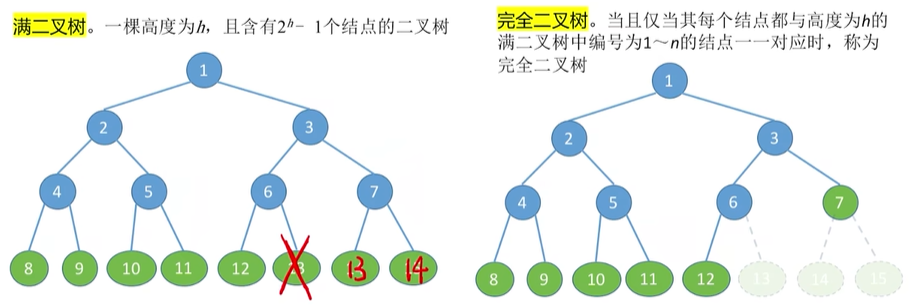 满二叉树。一棵高度为h，且含有2ʰ - 1个结点的二叉树
1
2 3
4 5 6 7
8 9 10 11 12 13 14
完全二叉树。当且仅当其每个结点都与高度为h的
满二叉树中编号为1～n的结点一一对应时，称为
完全二叉树
1
2 3
4 5 6 7
8 9 10 11 12 13 14 15